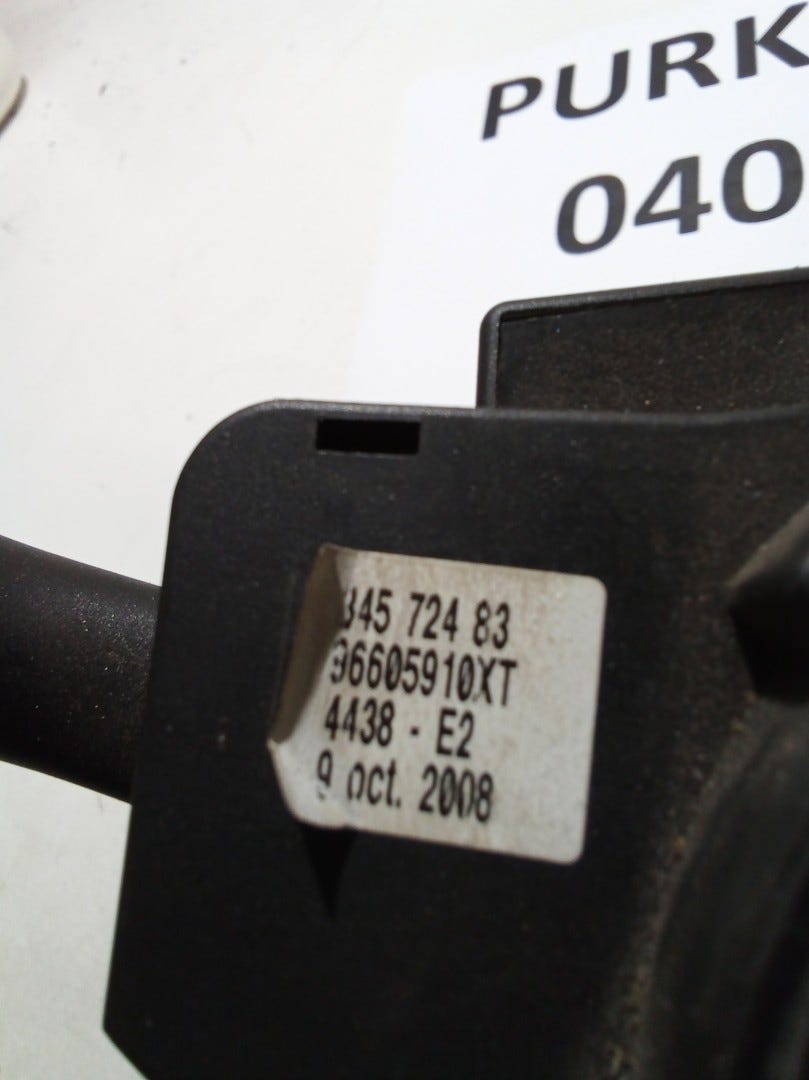 PURK
040
345 724 83
96605910XT
4438 - E2
9 oct. 2008